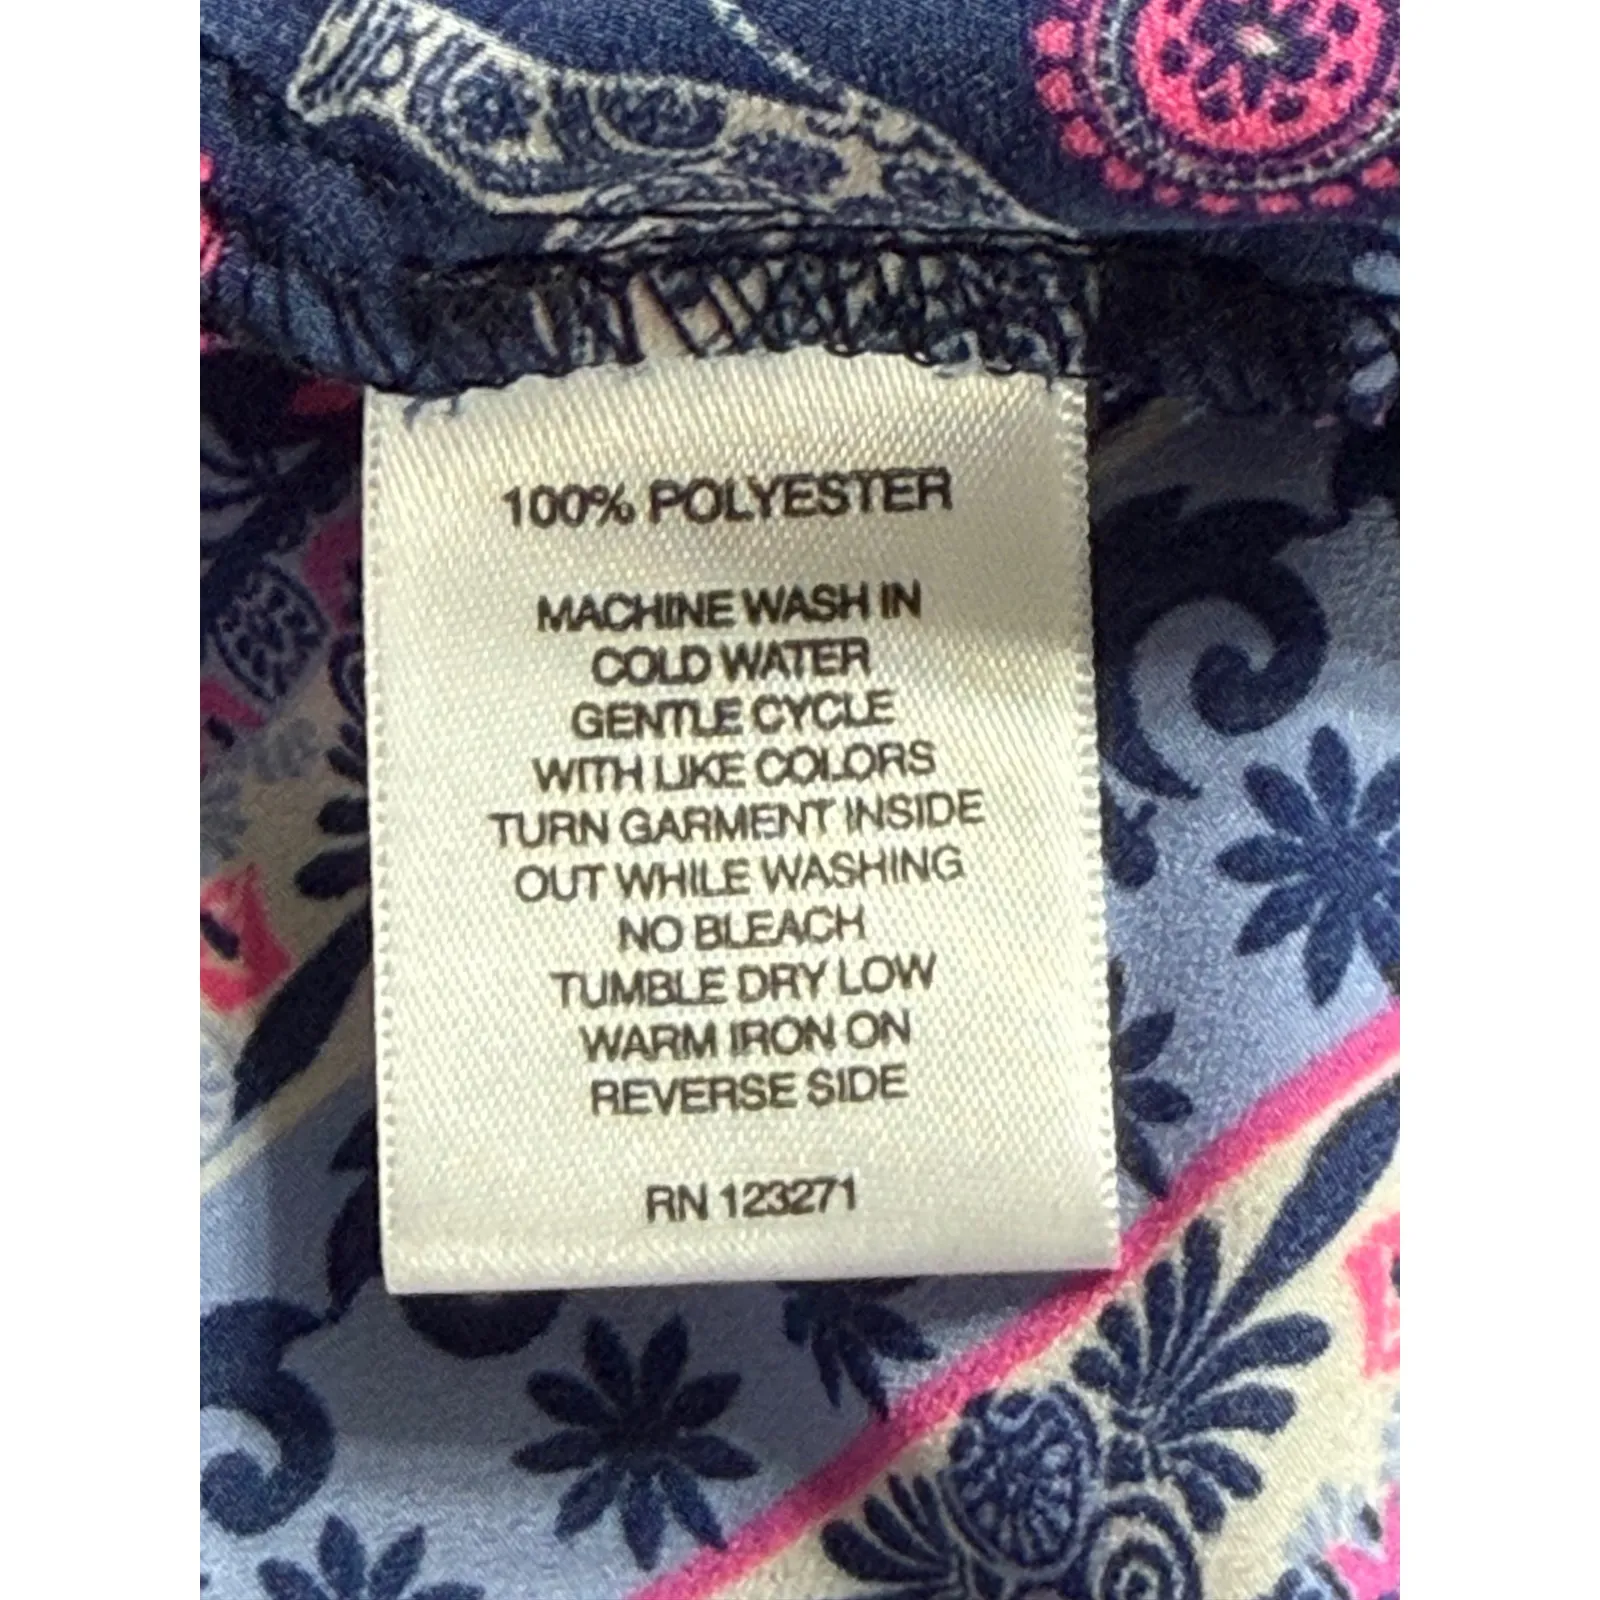 100% POLYESTER
MACHINE WASH IN
COLD WATER
GENTLE CYCLE
WITH LIKE COLORS
TURN GARMENT INSIDE
OUT WHILE WASHING
NO BLEACH
TUMBLE DRY LOW
WARM IRON ON
REVERSE SIDE
RN 123271